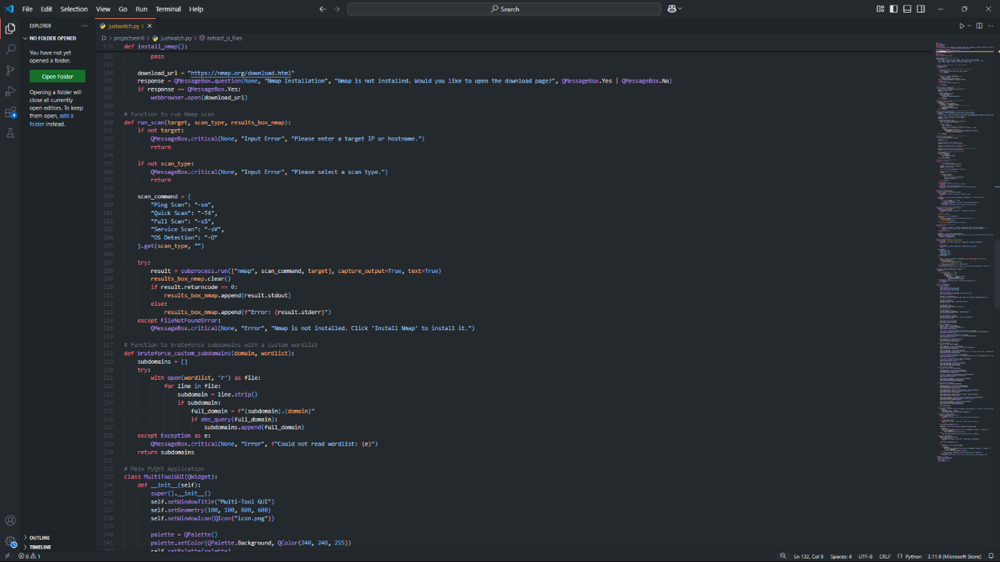 File Edit Selection View Go Run Terminal Help
Search
EXPLORER
justwatch.py 1
NO FOLDER OPENED
You have not yet
opened a folder.
Open Folder
Opening a folder will
close all currently
open editors. To keep
them open, add a
folder instead.
4
D: > projectsem6 > justwatch.py > extract_js_files
176 def install_nmap():
182 pass
183
184 download_url = "https://nmap.org/download.html"
185 response = QMessageBox.question(None, "Nmap Installation", "Nmap is not installed. Would you like to open the download page?", QMessageBox.Yes | QMessageBox.No)
186 if response == QMessageBox.Yes:
187 webbrowser.open(download_url)
188
189 # Function to run Nmap scan
190 def run_scan(target, scan_type, results_box_nmap):
191 if not target:
192 QMessageBox.critical(None, "Input Error", "Please enter a target IP or hostname.")
193 return
194
195 if not scan_type:
196 QMessageBox.critical(None, "Input Error", "Please select a scan type.")
197 return
198
199 scan_command = {
200 "Ping Scan": "-sn",
201 "Quick Scan": "-T4",
202 "Full Scan": "-sS",
203 "Service Scan": "-sV",
204 "OS Detection": "-O"
205 }.get(scan_type, "")
206
207 try:
208 result = subprocess.run(["nmap", scan_command, target], capture_output=True, text=True)
209 results_box_nmap.clear()
210 if result.returncode == 0:
211 results_box_nmap.append(result.stdout)
212 else:
213 results_box_nmap.append(f"Error: {result.stderr}")
214 except FileNotFoundError:
215 QMessageBox.critical(None, "Error", "Nmap is not installed. Click 'Install Nmap' to install it.")
216
217 # Function to bruteforce subdomains with a custom wordlist
218 def bruteforce_custom_subdomains(domain, wordlist):
219 subdomains = []
220 try:
221 with open(wordlist, 'r') as file:
222 for line in file:
223 subdomain = line.strip()
224 if subdomain:
225 full_domain = f"{subdomain}.{domain}"
226 if dns_query(full_domain):
227 subdomains.append(full_domain)
228 except Exception as e:
229 QMessageBox.critical(None, "Error", f"Could not read wordlist: {e}")
230 return subdomains
231
232 # Main PyQt5 Application
233 class MultiToolGUI(QWidget):
234 def __init__(self):
235 super().__init__()
236 self.setWindowTitle("Multi-Tool GUI")
237 self.setGeometry(100, 100, 800, 600)
238 self.setWindowIcon(QIcon("icon.png"))
239
240 palette = QPalette()
241 palette.setColor(QPalette.Background, QColor(240, 248, 255))
242 self.setPalette(palette)
OUTLINE
TIMELINE
0 1
Ln 132, Col 9 Spaces: 4 UTF-8 CRLF Python 3.11.9 (Microsoft Store)